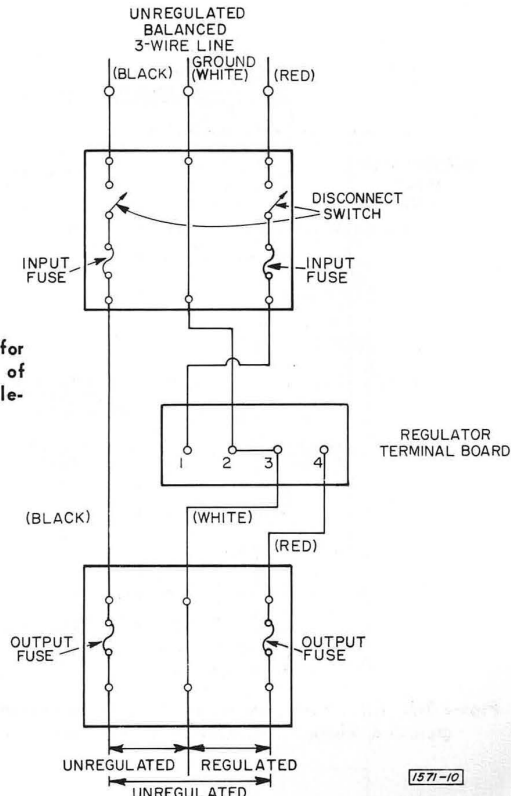 UNREGULATED
BALANCED
3-WIRE LINE
(BLACK)
GROUND
(WHITE)
(RED)
DISCONNECT
SWITCH
INPUT
FUSE
INPUT
FUSE
for
of
le-
1
2
3
4
REGULATOR
TERMINAL BOARD
(BLACK)
(WHITE)
(RED)
OUTPUT
FUSE
OUTPUT
FUSE
UNREGULATED
REGULATED
UNREGULATED
1571-10